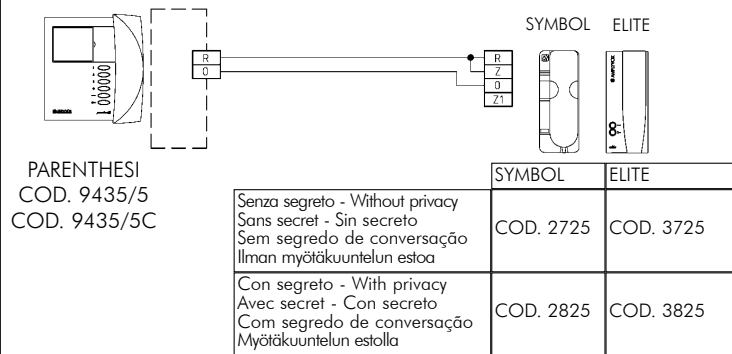 SYMBOL ELITE
R
0
R
Z
0
Z1
PARENTHESI
COD. 9435/5
COD. 9435/5C
SYMBOL ELITE
Senza segreto - Without privacy
Sans secret - Sin secreto
Sem segredo de conversação
Ilman myötäkuuntelun estoa
COD. 2725 COD. 3725
Con segreto - With privacy
Avec secret - Con secreto
Com segredo de conversação
Myötäkuuntelun estolla
COD. 2825 COD. 3825